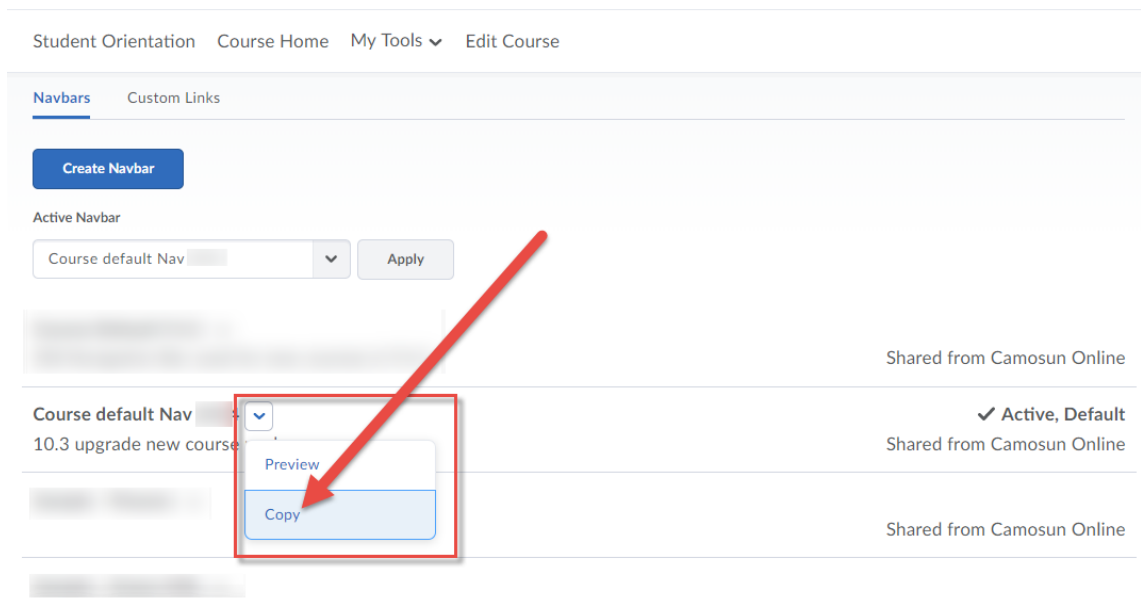 Student Orientation Course Home My Tools Edit Course
Navbars Custom Links
Create Navbar
Active Navbar
Course default Nav Apply
Shared from Camosun Online
Course default Nav Active, Default
10.3 upgrade new course Shared from Camosun Online
Preview
Copy
Shared from Camosun Online